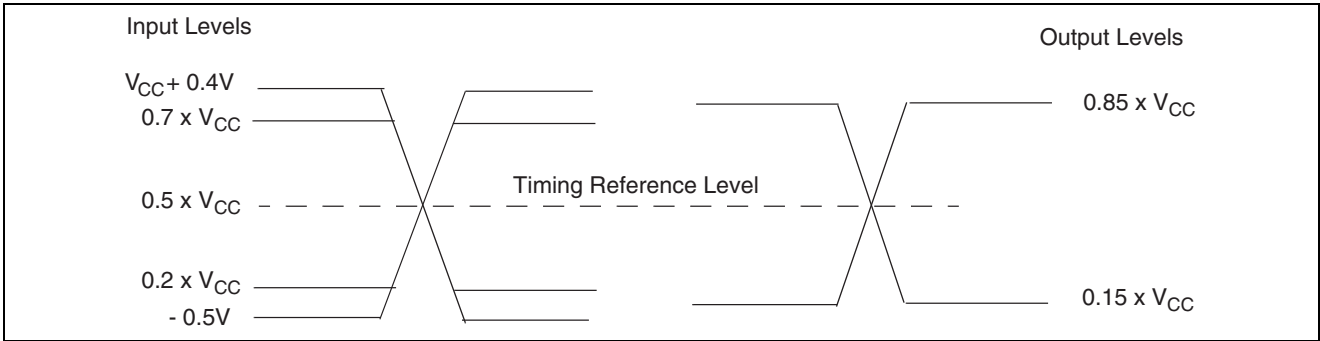 Input Levels
Output Levels
V_CC + 0.4V
0.7 x V_CC
0.5 x V_CC
0.2 x V_CC
- 0.5V
Timing Reference Level
0.85 x V_CC
0.15 x V_CC